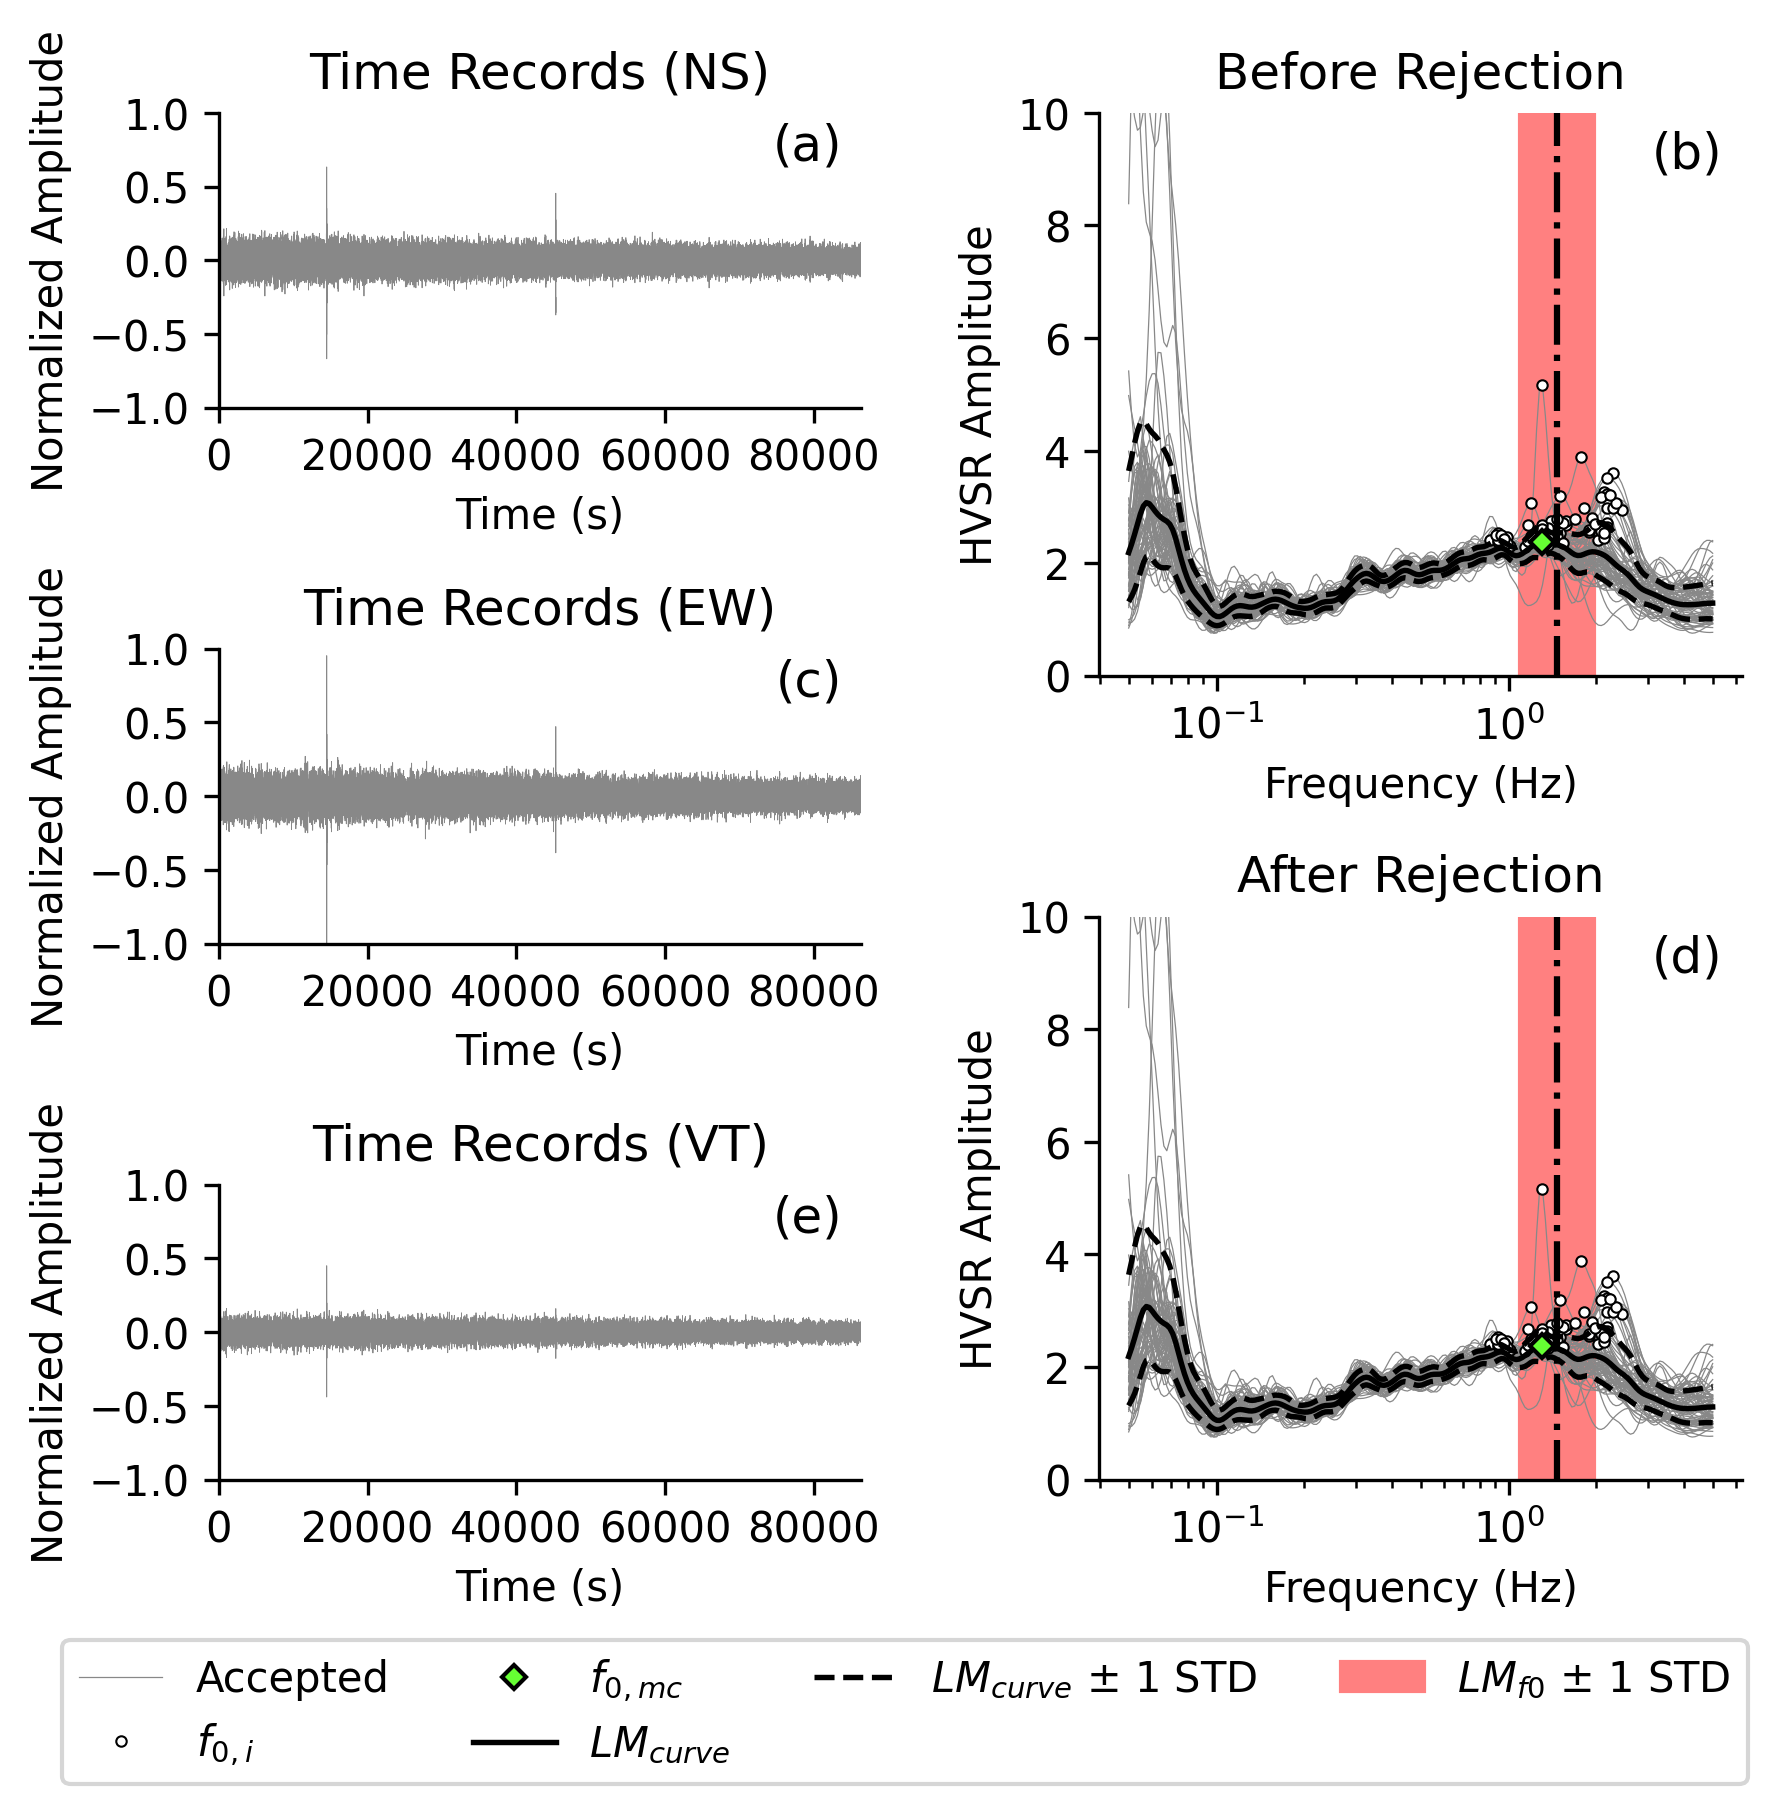 Time Records (NS)
Normalized Amplitude
1.0
0.5
0.0
−0.5
−1.0
(a)
0 20000 40000 60000 80000
Time (s)
Before Rejection
HVSR Amplitude
10
8
6
4
2
0
(b)
10⁻¹ 10⁰
Frequency (Hz)
Time Records (EW)
Normalized Amplitude
1.0
0.5
0.0
−0.5
−1.0
(c)
0 20000 40000 60000 80000
Time (s)
After Rejection
HVSR Amplitude
10
8
6
4
2
0
(d)
10⁻¹ 10⁰
Frequency (Hz)
Time Records (VT)
Normalized Amplitude
1.0
0.5
0.0
−0.5
−1.0
(e)
0 20000 40000 60000 80000
Time (s)
Accepted
f0,i
f0,mc
LMcurve
LMcurve ± 1 STD
LMf0 ± 1 STD